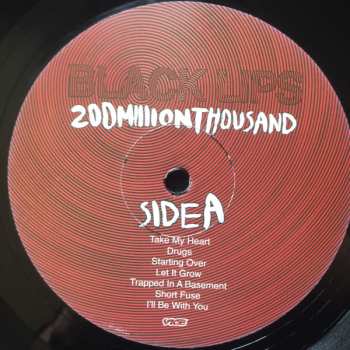 BLACK LIPS
200MIllIONTHOUSAND
SIDEA
Take My Heart
Drugs
Starting Over
Let It Grow
Trapped In A Basement
Short Fuse
I'll Be With You
VICE